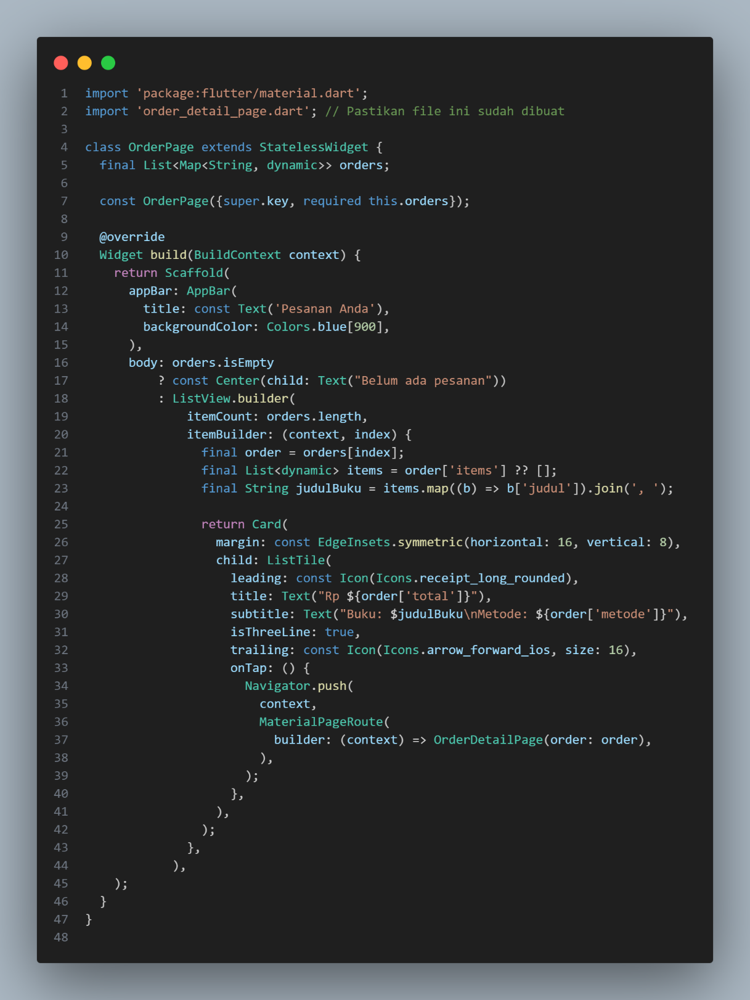 1 import 'package:flutter/material.dart';
2 import 'order_detail_page.dart'; // Pastikan file ini sudah dibuat
3
4 class OrderPage extends StatelessWidget {
5   final List<Map<String, dynamic>> orders;
6
7   const OrderPage({super.key, required this.orders});
8
9   @override
10   Widget build(BuildContext context) {
11     return Scaffold(
12       appBar: AppBar(
13         title: const Text('Pesanan Anda'),
14         backgroundColor: Colors.blue[900],
15       ),
16       body: orders.isEmpty
17           ? const Center(child: Text("Belum ada pesanan"))
18           : ListView.builder(
19               itemCount: orders.length,
20               itemBuilder: (context, index) {
21                 final order = orders[index];
22                 final List<dynamic> items = order['items'] ?? [];
23                 final String judulBuku = items.map((b) => b['judul']).join(', ');
24
25                 return Card(
26                   margin: const EdgeInsets.symmetric(horizontal: 16, vertical: 8),
27                   child: ListTile(
28                     leading: const Icon(Icons.receipt_long_rounded),
29                     title: Text("Rp ${order['total']}"),
30                     subtitle: Text("Buku: $judulBuku\nMetode: ${order['metode']}"),
31                     isThreeLine: true,
32                     trailing: const Icon(Icons.arrow_forward_ios, size: 16),
33                     onTap: () {
34                       Navigator.push(
35                         context,
36                         MaterialPageRoute(
37                           builder: (context) => OrderDetailPage(order: order),
38                         ),
39                       );
40                     },
41                   ),
42                 );
43               },
44             ),
45     );
46   }
47 }
48